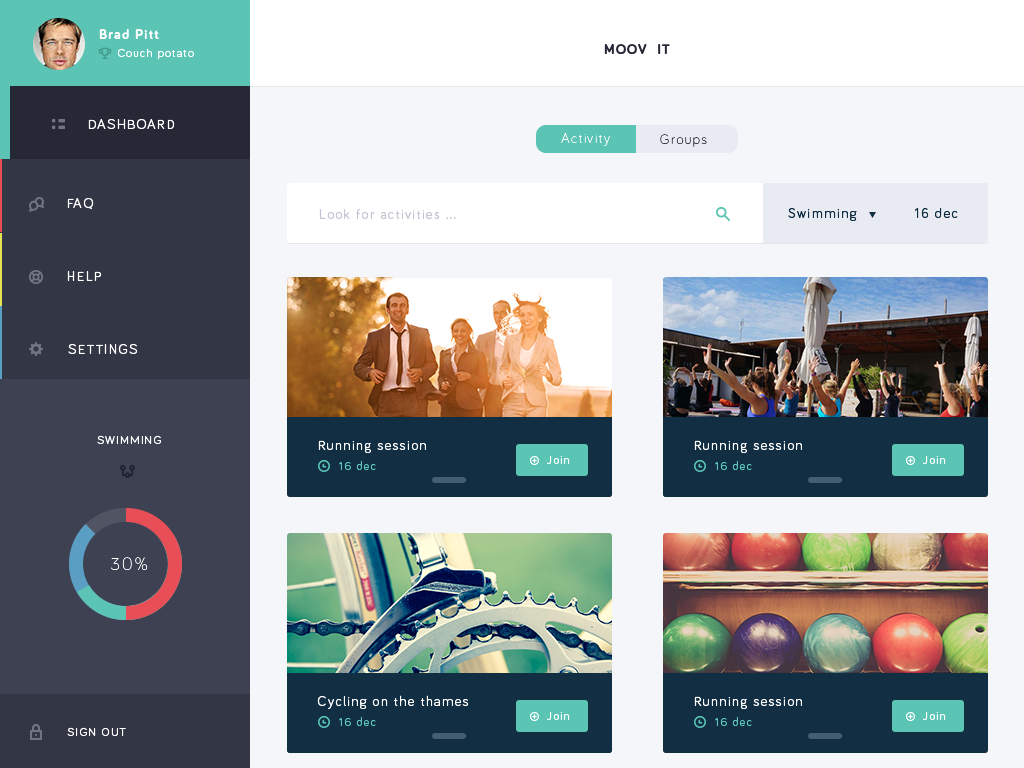 Brad Pitt
Couch potato
MOOV IT
DASHBOARD
FAQ
HELP
SETTINGS
SWIMMING
30%
SIGN OUT
Activity
Groups
Look for activities ...
Swimming ▼
16 dec
Running session
16 dec
Join
Running session
16 dec
Join
Cycling on the thames
16 dec
Join
Running session
16 dec
Join